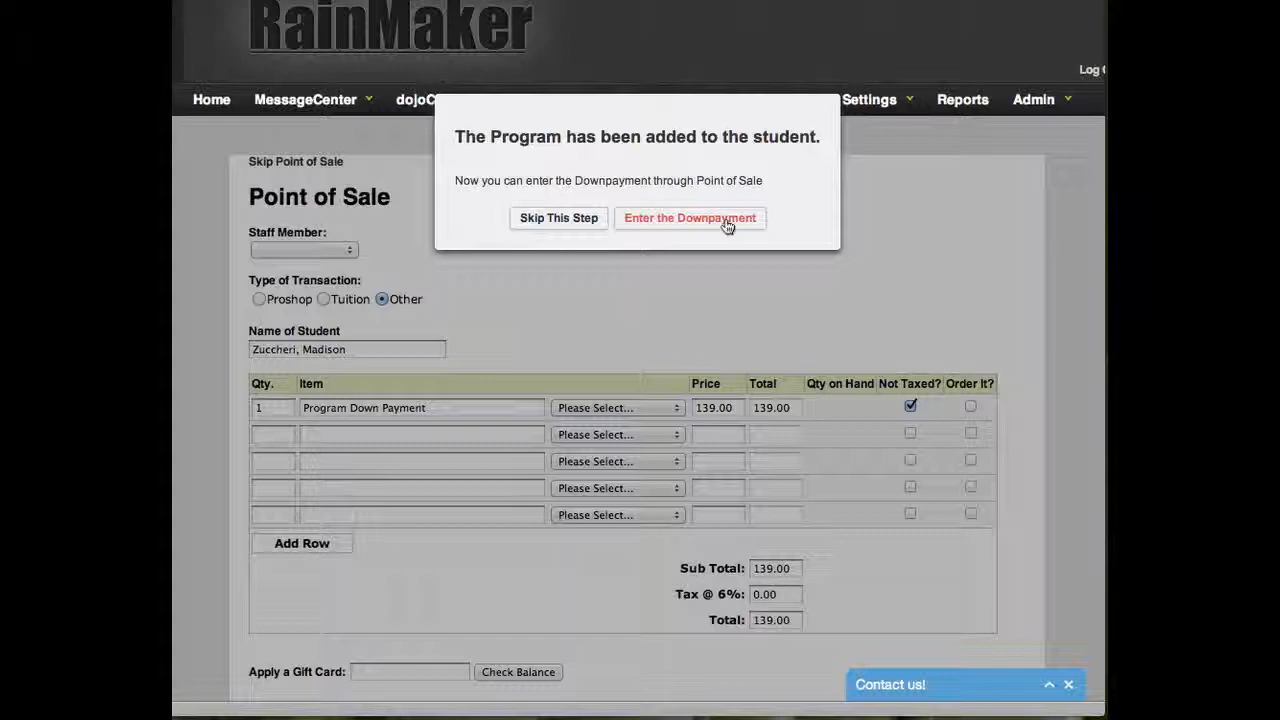 RainMaker
Log
Home MessageCenter dojoC Settings Reports Admin
The Program has been added to the student.
Now you can enter the Downpayment through Point of Sale
Skip This Step Enter the Downpayment
Skip Point of Sale
Point of Sale
Staff Member:
Type of Transaction:
Proshop Tuition Other
Name of Student
Zuccheri, Madison
Qty. Item Price Total Qty on Hand Not Taxed? Order It?
1 Program Down Payment Please Select... 139.00 139.00
Please Select...
Please Select...
Please Select...
Please Select...
Add Row
Sub Total: 139.00
Tax @ 6%: 0.00
Total: 139.00
Apply a Gift Card: Check Balance
Contact us!